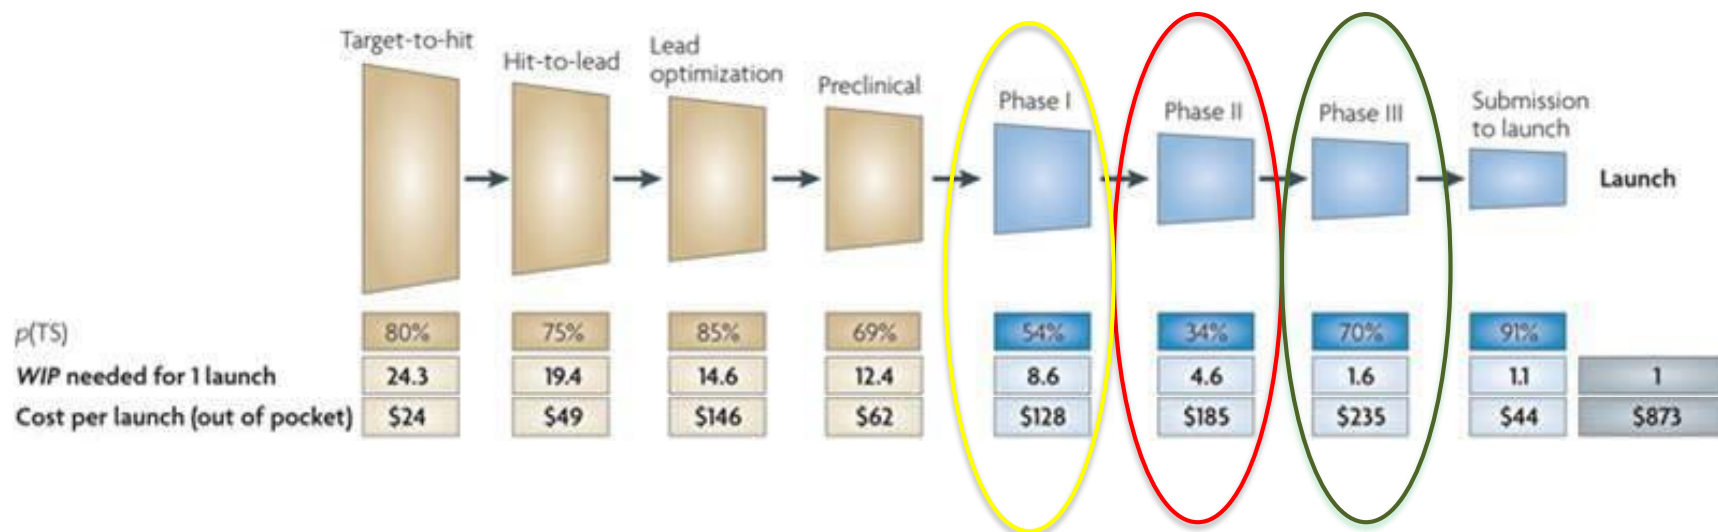 Target-to-hit
Hit-to-lead
Lead
optimization
Preclinical
Phase I
Phase II
Phase III
Submission
to launch
Launch
p(TS) 80% 75% 85% 69% 54% 34% 70% 91%
WIP needed for 1 launch 24.3 19.4 14.6 12.4 8.6 4.6 1.6 1.1 1
Cost per launch (out of pocket) $24 $49 $146 $62 $128 $185 $235 $44 $873